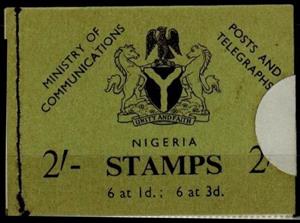 MINISTRY OF
COMMUNICATIONS
POSTS AND
TELEGRAPHS
UNITY AND FAITH
NIGERIA
2/- STAMPS 2
6 at 1d.; 6 at 3d.